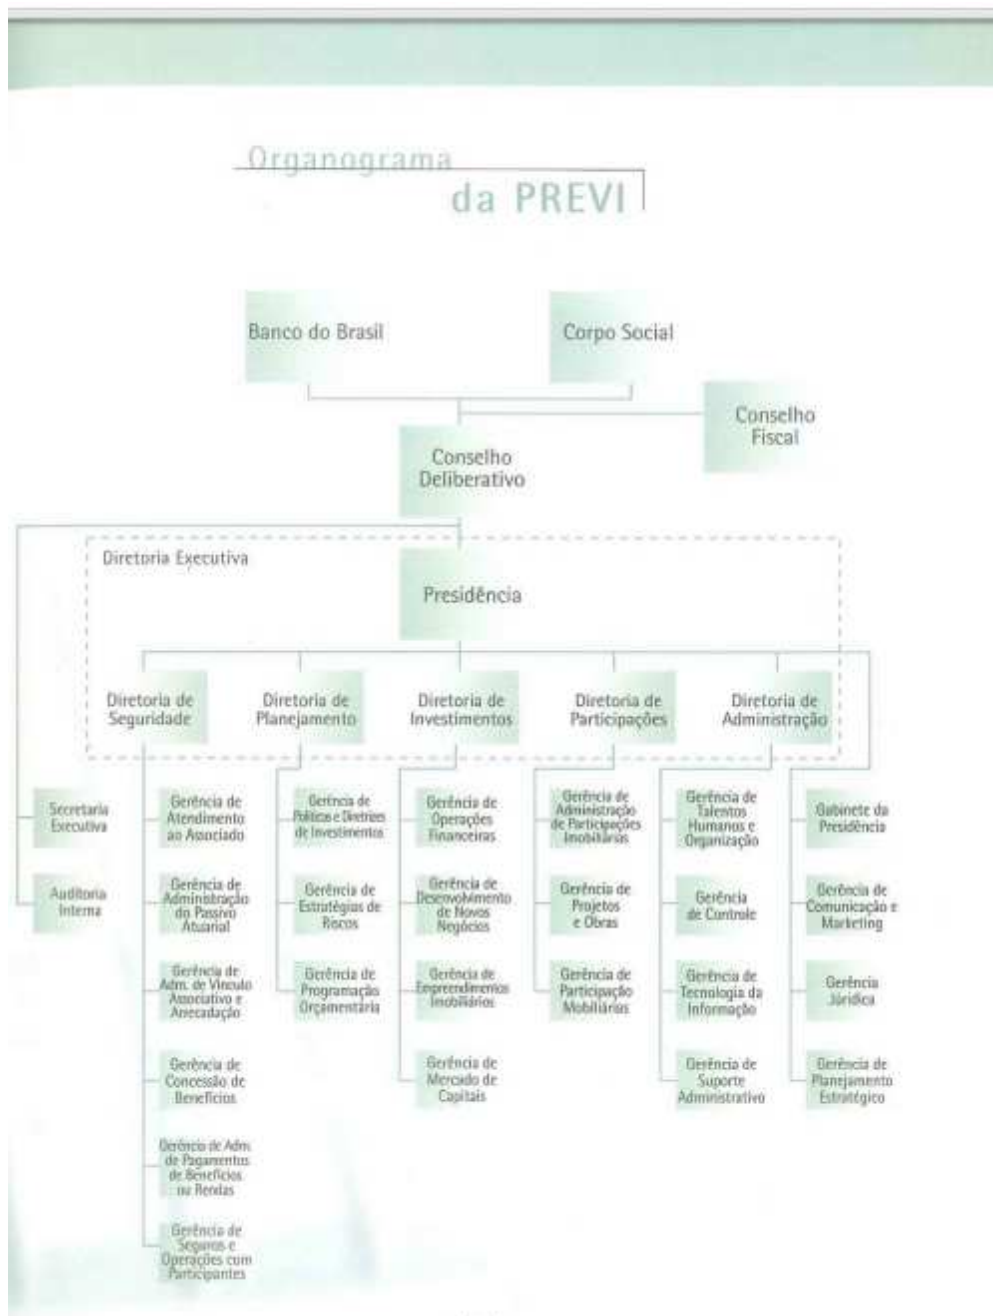 Organograma
da PREVI
Banco do Brasil
Corpo Social
Conselho
Fiscal
Conselho
Deliberativo
Diretoria Executiva
Presidência
Diretoria de
Seguridade
Diretoria de
Planejamento
Diretoria de
Investimentos
Diretoria de
Participações
Diretoria de
Administração
Secretaria
Executiva
Auditoria
Interna
Gerência de
Atendimento
ao Associado
Gerência de
Administração
do Passivo
Atuarial
Gerência de
Adm. de Vínculo
Associativo e
Arrecadação
Gerência de
Concessão de
Benefícios
Gerência de Adm.
de Pagamentos
de Benefícios
ou Rendas
Gerência de
Seguros e
Operações com
Participantes
Gerência de
Políticas e Diretrizes
de Investimentos
Gerência de
Estratégias de
Riscos
Gerência de
Programação
Orçamentária
Gerência de
Operações
Financeiras
Gerência de
Desenvolvimento
de Novos
Negócios
Gerência de
Empreendimentos
Imobiliários
Gerência de
Mercado de
Capitais
Gerência de
Administração
de Participações
Imobiliárias
Gerência de
Projetos
e Obras
Gerência de
Participação
Mobiliários
Gerência de
Talentos
Humanos e
Organização
Gerência
de Controle
Gerência de
Tecnologia da
Informação
Gerência de
Suporte
Administrativo
Gabinete da
Presidência
Gerência de
Comunicação e
Marketing
Gerência
Júridica
Gerência de
Planejamento
Estratégico